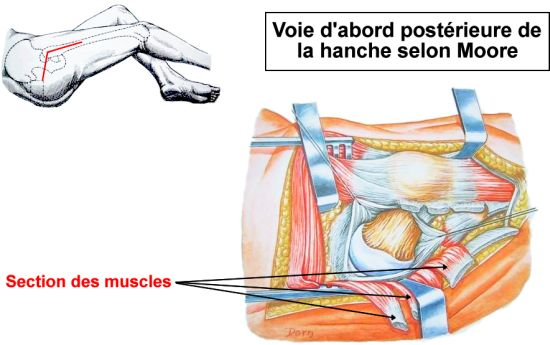 Voie d'abord postérieure de
la hanche selon Moore
Section des muscles
Dorn